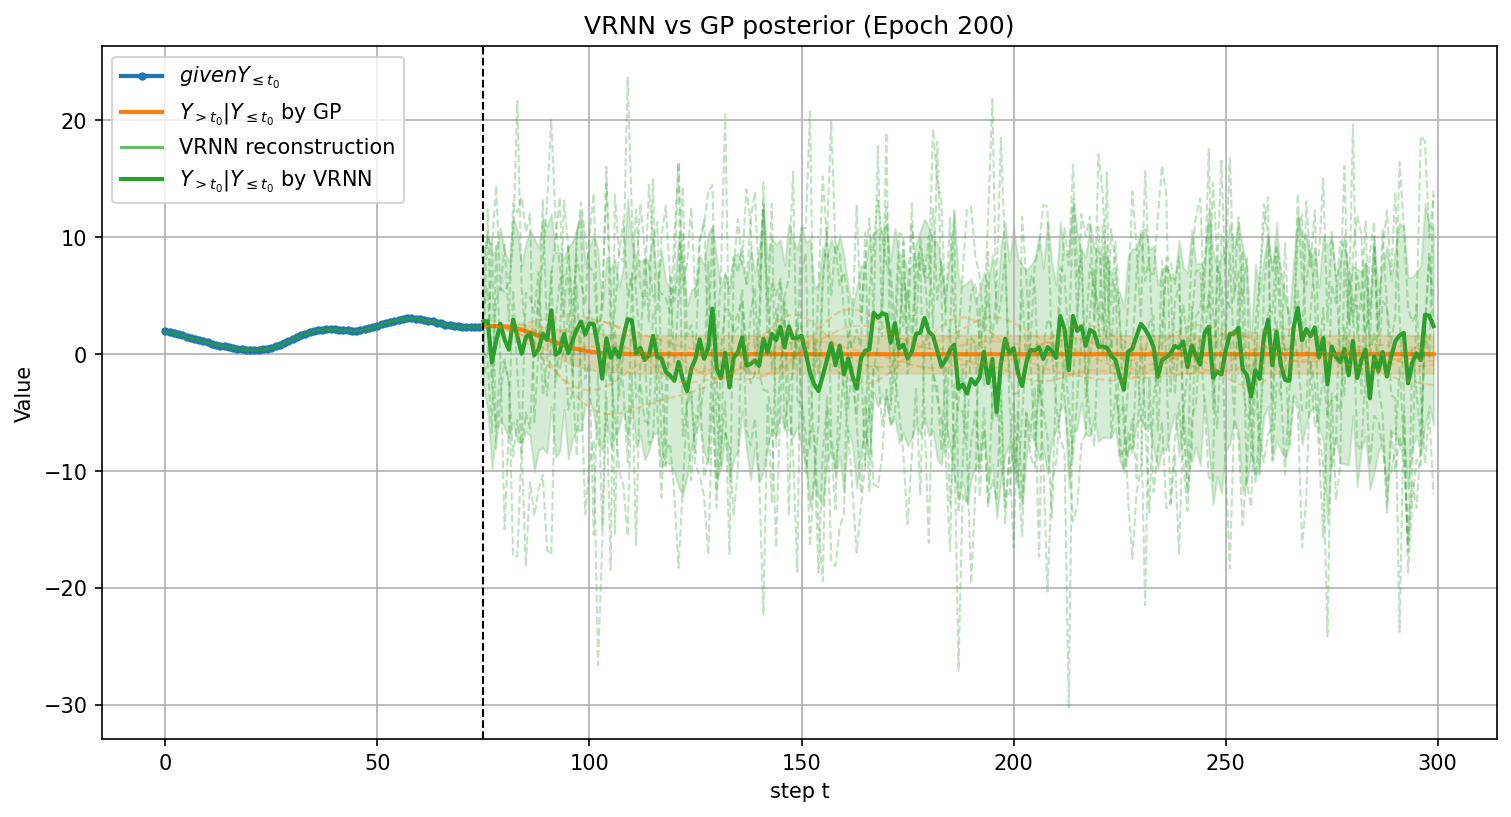 VRNN vs GP posterior (Epoch 200)
givenY≤t₀
Y>t₀|Y≤t₀ by GP
VRNN reconstruction
Y>t₀|Y≤t₀ by VRNN
20
10
0
−10
−20
−30
Value
0 50 100 150 200 250 300
step t